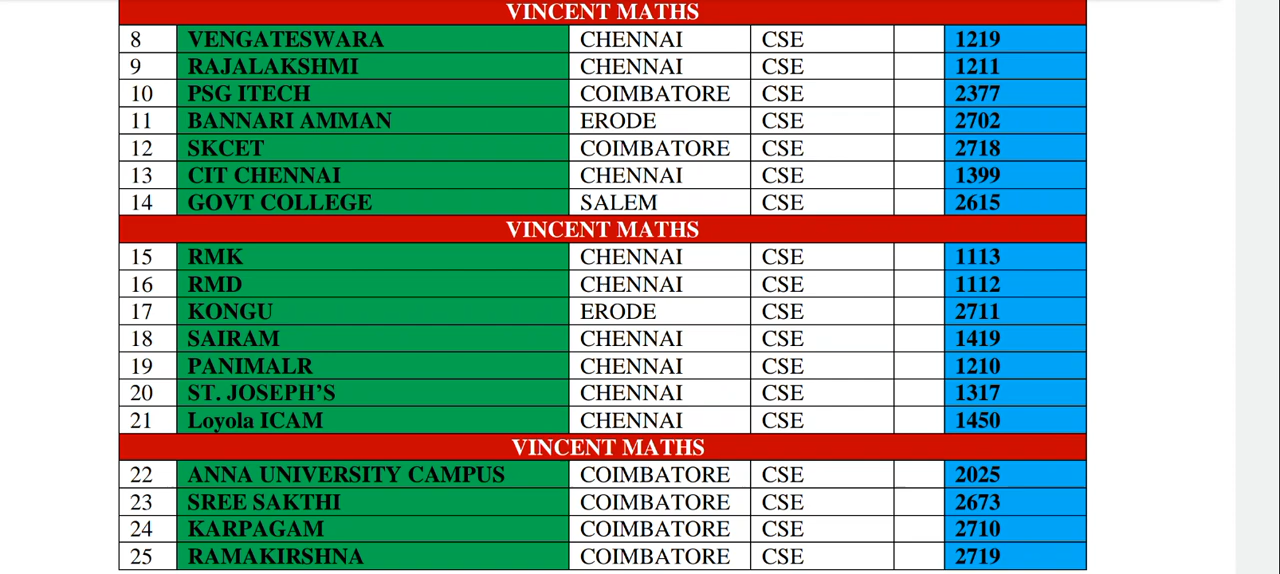 VINCENT MATHS
8 VENGATESWARA CHENNAI CSE 1219
9 RAJALAKSHMI CHENNAI CSE 1211
10 PSG ITECH COIMBATORE CSE 2377
11 BANNARI AMMAN ERODE CSE 2702
12 SKCET COIMBATORE CSE 2718
13 CIT CHENNAI CHENNAI CSE 1399
14 GOVT COLLEGE SALEM CSE 2615
VINCENT MATHS
15 RMK CHENNAI CSE 1113
16 RMD CHENNAI CSE 1112
17 KONGU ERODE CSE 2711
18 SAIRAM CHENNAI CSE 1419
19 PANIMALR CHENNAI CSE 1210
20 ST. JOSEPH’S CHENNAI CSE 1317
21 Loyola ICAM CHENNAI CSE 1450
VINCENT MATHS
22 ANNA UNIVERSITY CAMPUS COIMBATORE CSE 2025
23 SREE SAKTHI COIMBATORE CSE 2673
24 KARPAGAM COIMBATORE CSE 2710
25 RAMAKIRSHNA COIMBATORE CSE 2719